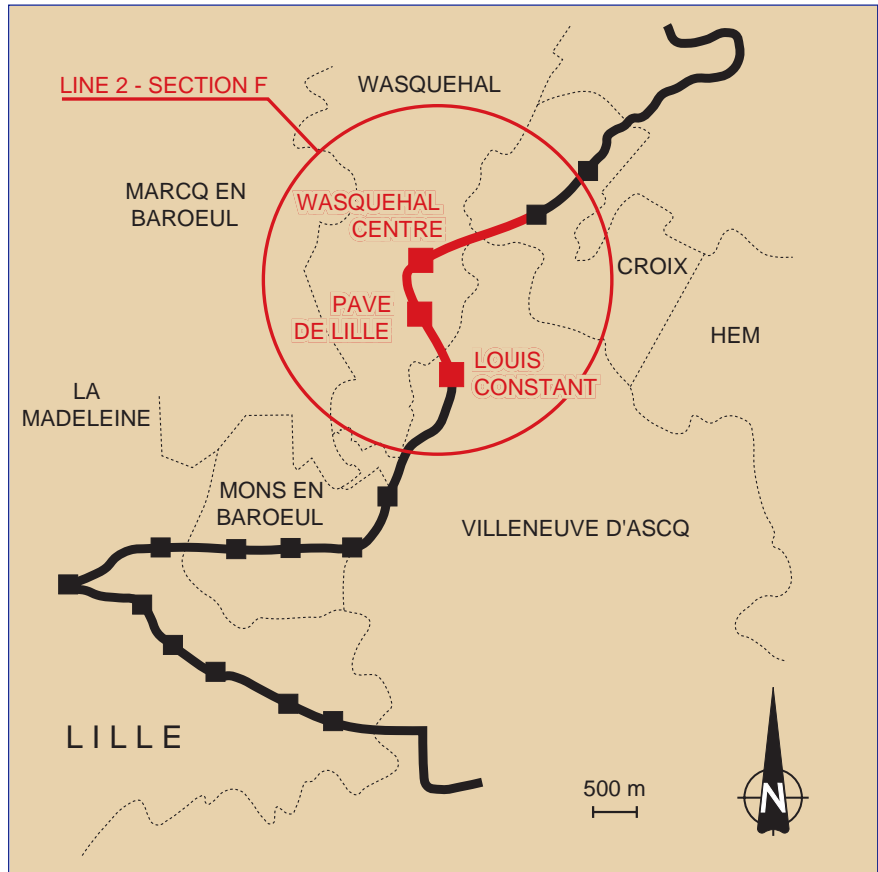 LINE 2 - SECTION F
WASQUEHAL
MARCQ EN
BAROEUL
WASQUEHAL
CENTRE
CROIX
PAVE
DE LILLE
HEM
LOUIS
CONSTANT
LA
MADELEINE
MONS EN
BAROEUL
VILLENEUVE D'ASCQ
LILLE
500 m
N